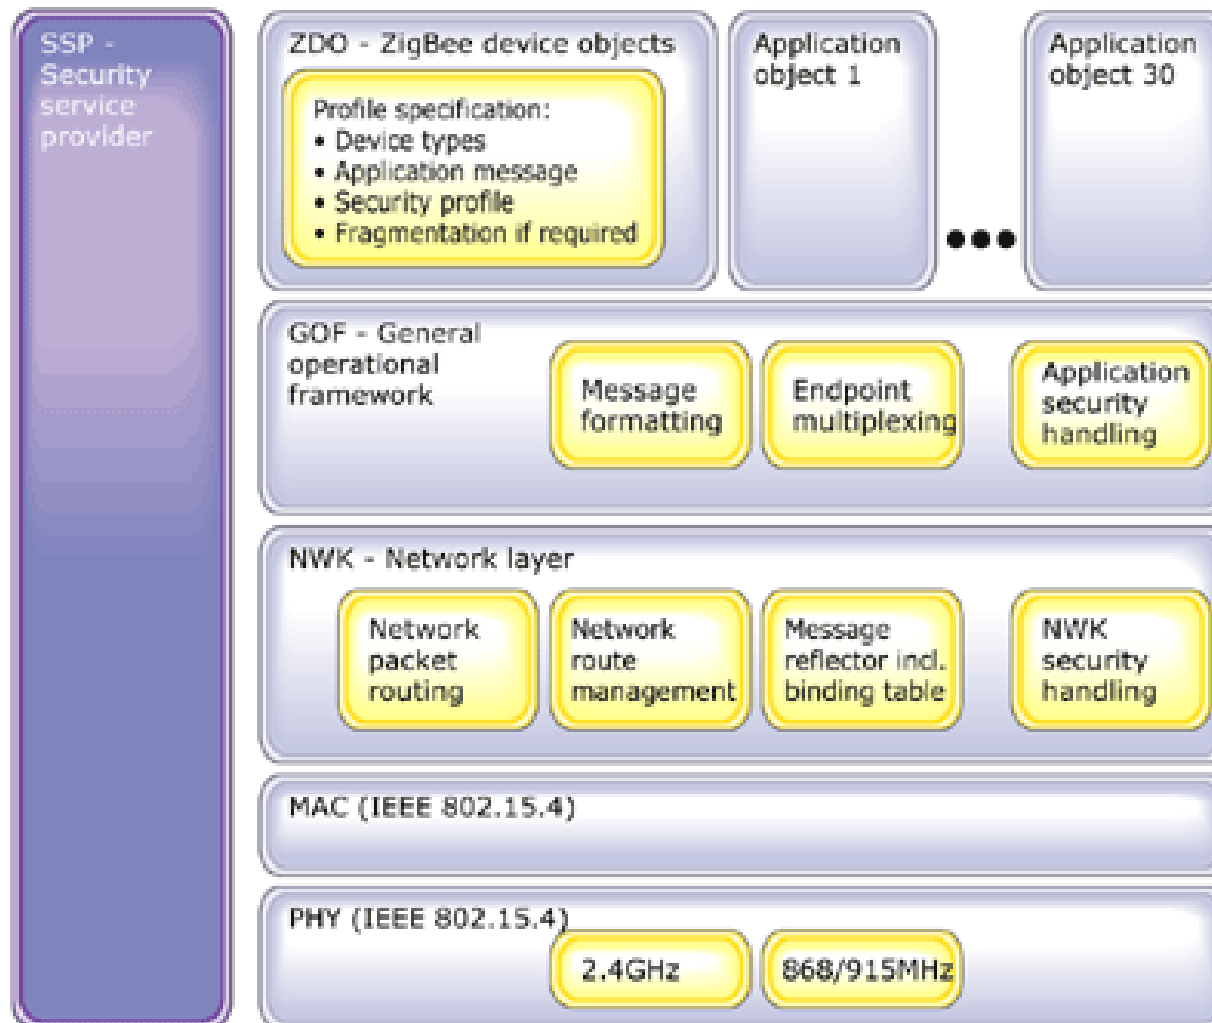 SSP -
Security
service
provider
ZDO - ZigBee device objects
Profile specification:
• Device types
• Application message
• Security profile
• Fragmentation if required
Application
object 1
•••
Application
object 30
GOF - General
operational
framework
Message
formatting
Endpoint
multiplexing
Application
security
handling
NWK - Network layer
Network
packet
routing
Network
route
management
Message
reflector incl.
binding table
NWK
security
handling
MAC (IEEE 802.15.4)
PHY (IEEE 802.15.4)
2.4GHz
868/915MHz